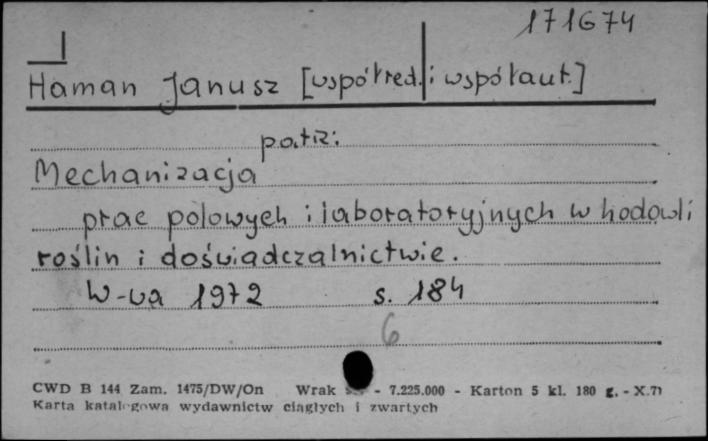 171674
Haman Janusz [współred. i współaut.]
patrz:
Mechanizacja
prac polowych i laboratoryjnych w hodowli
roślin i doświadczalnictwie.
W-wa 1972 s. 184
6
CWD B 144 Zam. 1475/DW/On Wrak - 7.225.000 - Karton 5 kl. 180 g. - X.71
Karta katalogowa wydawnictw ciągłych i zwartych